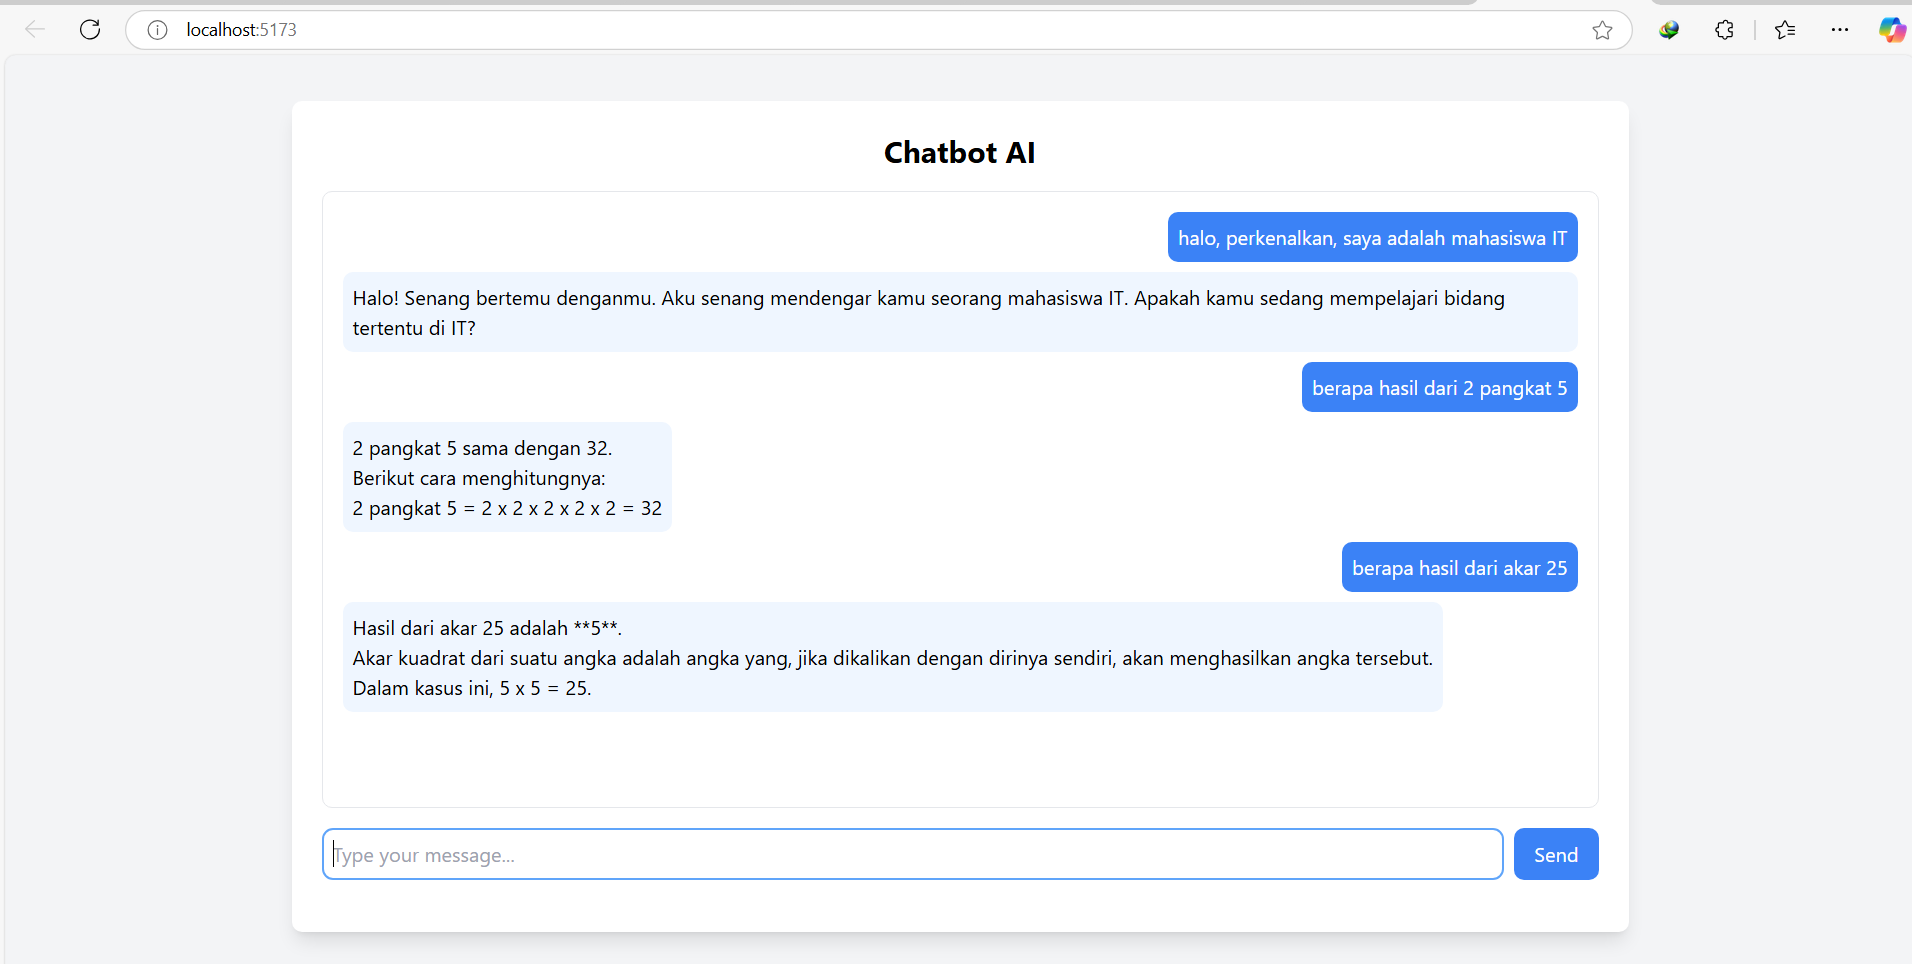 localhost:5173
Chatbot AI
halo, perkenalkan, saya adalah mahasiswa IT
Halo! Senang bertemu denganmu. Aku senang mendengar kamu seorang mahasiswa IT. Apakah kamu sedang mempelajari bidang
tertentu di IT?
berapa hasil dari 2 pangkat 5
2 pangkat 5 sama dengan 32.
Berikut cara menghitungnya:
2 pangkat 5 = 2 x 2 x 2 x 2 x 2 = 32
berapa hasil dari akar 25
Hasil dari akar 25 adalah **5**.
Akar kuadrat dari suatu angka adalah angka yang, jika dikalikan dengan dirinya sendiri, akan menghasilkan angka tersebut.
Dalam kasus ini, 5 x 5 = 25.
Type your message...
Send